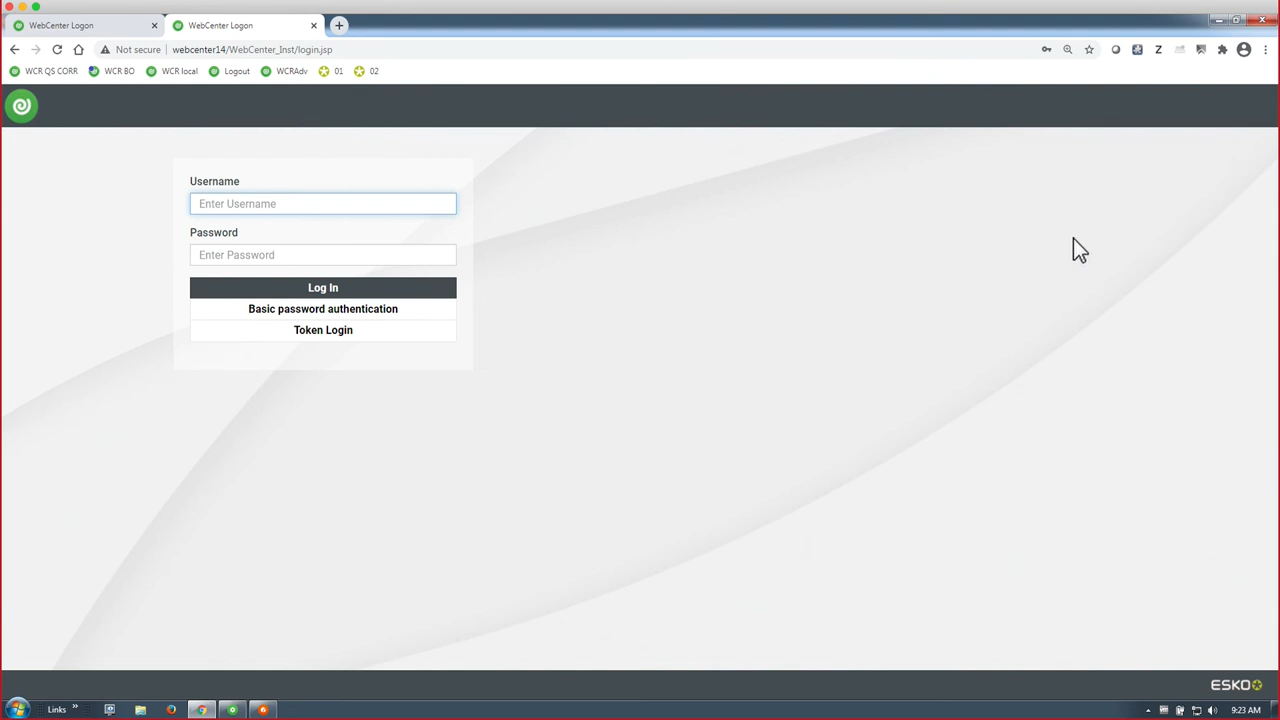 WebCenter Logon
WebCenter Logon
Not secure
webcenter14/WebCenter_Inst/login.jsp
WCR QS CORR
WCR BO
WCR local
Logout
WCRAdv
01
02
Username
Enter Username
Password
Enter Password
Log In
Basic password authentication
Token Login
ESKO
Links
9:23 AM